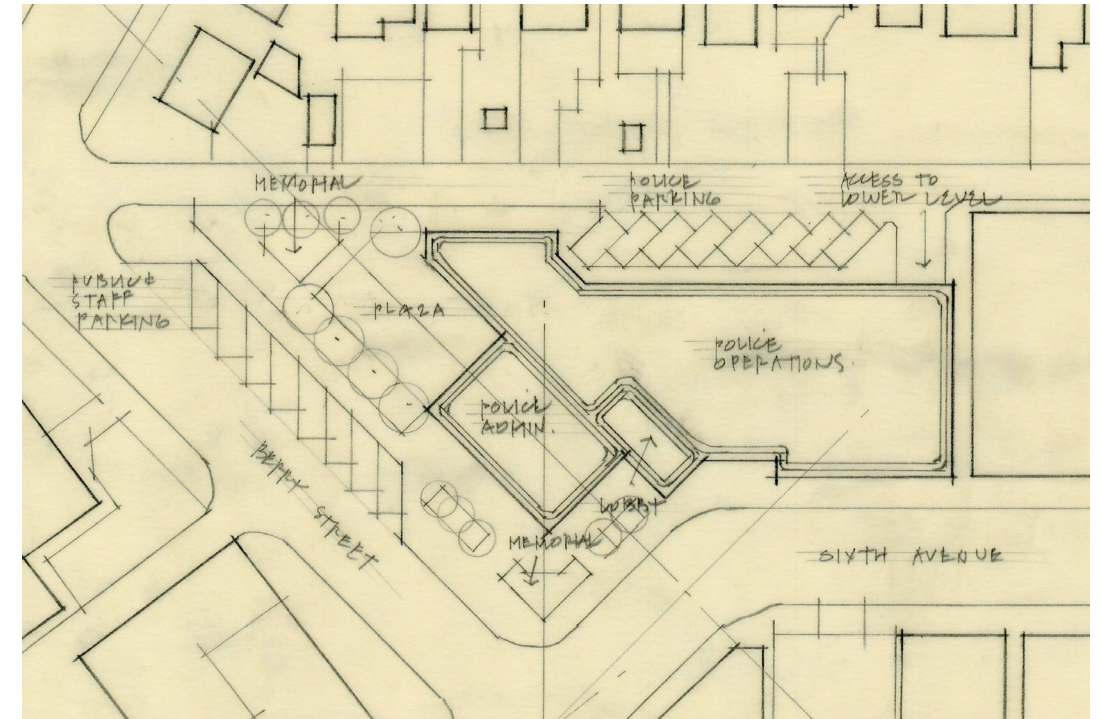 MEMORIAL
POLICE
PARKING
ACCESS TO
LOWER LEVEL
PUBLIC &
STAFF
PARKING
PLAZA
POLICE
OPERATIONS.
POLICE
ADMIN.
BERRY STREET
LOBBY
MEMORIAL
SIXTH AVENUE